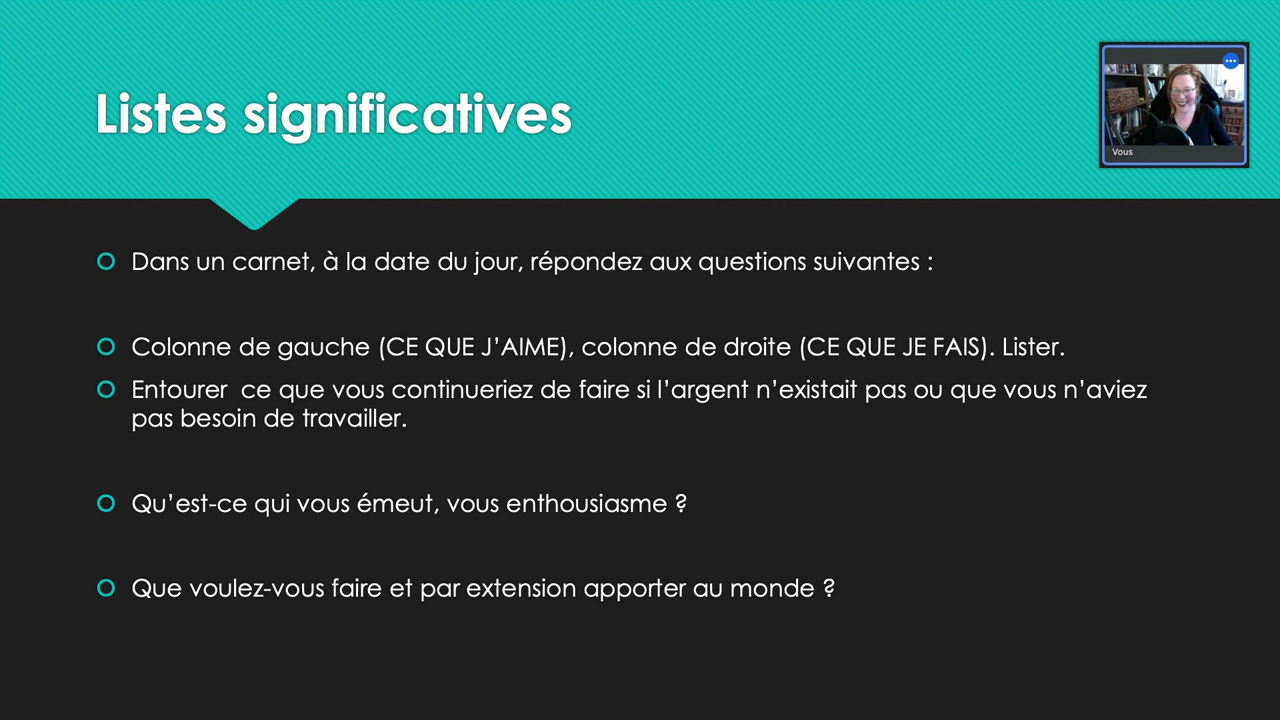 Listes significatives
Vous
Dans un carnet, à la date du jour, répondez aux questions suivantes :
Colonne de gauche (CE QUE J’AIME), colonne de droite (CE QUE JE FAIS). Lister.
Entourer  ce que vous continueriez de faire si l’argent n’existait pas ou que vous n’aviez
pas besoin de travailler.
Qu’est-ce qui vous émeut, vous enthousiasme ?
Que voulez-vous faire et par extension apporter au monde ?